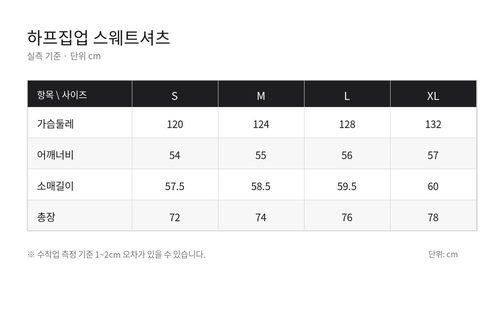 하프집업 스웨트셔츠
실측 기준 · 단위 cm
항목 \ 사이즈 S M L XL
가슴둘레 120 124 128 132
어깨너비 54 55 56 57
소매길이 57.5 58.5 59.5 60
총장 72 74 76 78
※ 수작업 측정 기준 1~2cm 오차가 있을 수 있습니다. 단위: cm